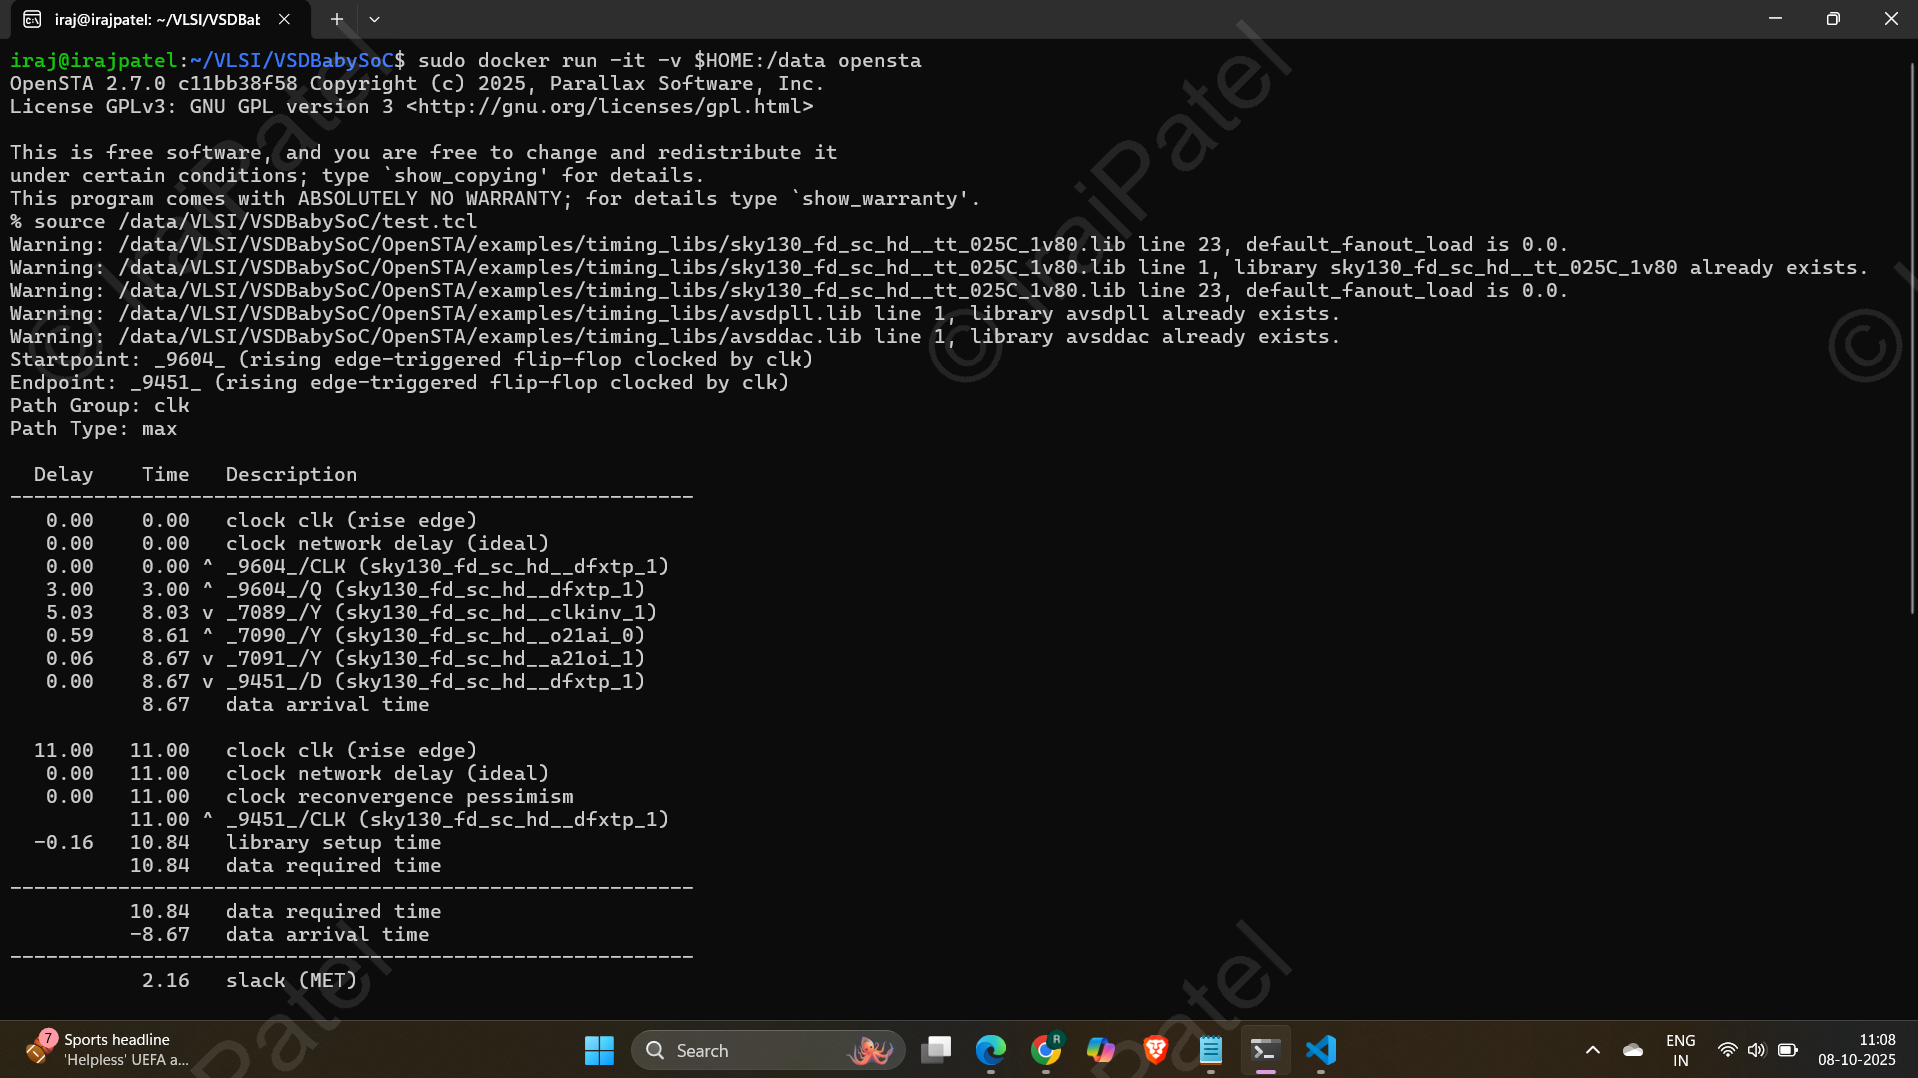 iraj@irajpatel: ~/VLSI/VSDBab
iraj@irajpatel:~/VLSI/VSDBabySoC$ sudo docker run -it -v $HOME:/data opensta
OpenSTA 2.7.0 c11bb38f58 Copyright (c) 2025, Parallax Software, Inc.
License GPLv3: GNU GPL version 3 <http://gnu.org/licenses/gpl.html>
This is free software, and you are free to change and redistribute it
under certain conditions; type `show_copying' for details.
This program comes with ABSOLUTELY NO WARRANTY; for details type `show_warranty'.
% source /data/VLSI/VSDBabySoC/test.tcl
Warning: /data/VLSI/VSDBabySoC/OpenSTA/examples/timing_libs/sky130_fd_sc_hd__tt_025C_1v80.lib line 23, default_fanout_load is 0.0.
Warning: /data/VLSI/VSDBabySoC/OpenSTA/examples/timing_libs/sky130_fd_sc_hd__tt_025C_1v80.lib line 1, library sky130_fd_sc_hd__tt_025C_1v80 already exists.
Warning: /data/VLSI/VSDBabySoC/OpenSTA/examples/timing_libs/sky130_fd_sc_hd__tt_025C_1v80.lib line 23, default_fanout_load is 0.0.
Warning: /data/VLSI/VSDBabySoC/OpenSTA/examples/timing_libs/avsdpll.lib line 1, library avsdpll already exists.
Warning: /data/VLSI/VSDBabySoC/OpenSTA/examples/timing_libs/avsddac.lib line 1, library avsddac already exists.
Startpoint: _9604_ (rising edge-triggered flip-flop clocked by clk)
Endpoint: _9451_ (rising edge-triggered flip-flop clocked by clk)
Path Group: clk
Path Type: max
Delay Time Description
---------------------------------------------------------
0.00 0.00 clock clk (rise edge)
0.00 0.00 clock network delay (ideal)
0.00 0.00 ^ _9604_/CLK (sky130_fd_sc_hd__dfxtp_1)
3.00 3.00 ^ _9604_/Q (sky130_fd_sc_hd__dfxtp_1)
5.03 8.03 v _7089_/Y (sky130_fd_sc_hd__clkinv_1)
0.59 8.61 ^ _7090_/Y (sky130_fd_sc_hd__o21ai_0)
0.06 8.67 v _7091_/Y (sky130_fd_sc_hd__a21oi_1)
0.00 8.67 v _9451_/D (sky130_fd_sc_hd__dfxtp_1)
8.67 data arrival time
11.00 11.00 clock clk (rise edge)
0.00 11.00 clock network delay (ideal)
0.00 11.00 clock reconvergence pessimism
11.00 ^ _9451_/CLK (sky130_fd_sc_hd__dfxtp_1)
-0.16 10.84 library setup time
10.84 data required time
---------------------------------------------------------
10.84 data required time
-8.67 data arrival time
---------------------------------------------------------
2.16 slack (MET)
© IrajPatel
© IrajPatel
©
Patel
Patel
7
Sports headline
'Helpless' UEFA a...
Search
R
ENG
IN
11:08
08-10-2025